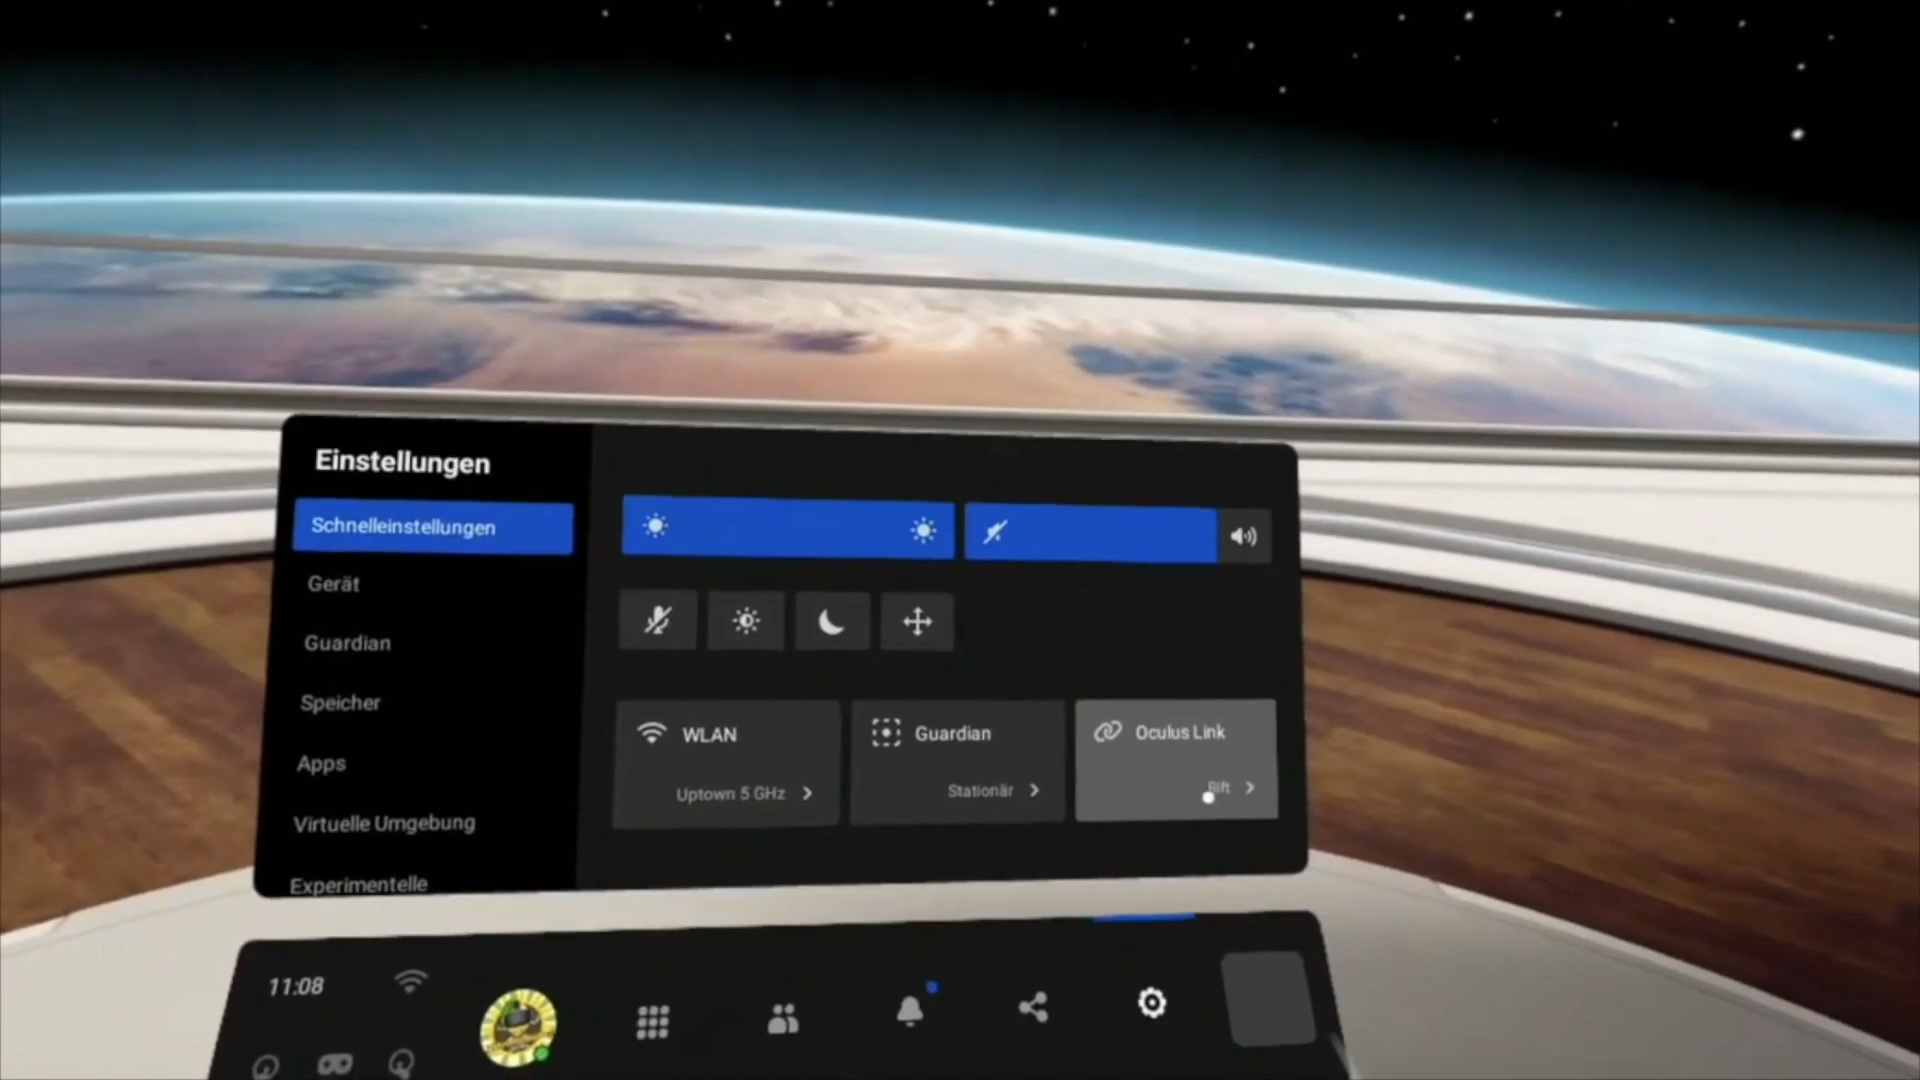 Einstellungen
Schnelleinstellungen
Gerät
Guardian
Speicher
Apps
Virtuelle Umgebung
Experimentelle
WLAN
Uptown 5 GHz
Guardian
Stationär
Oculus Link
Rift
11:08